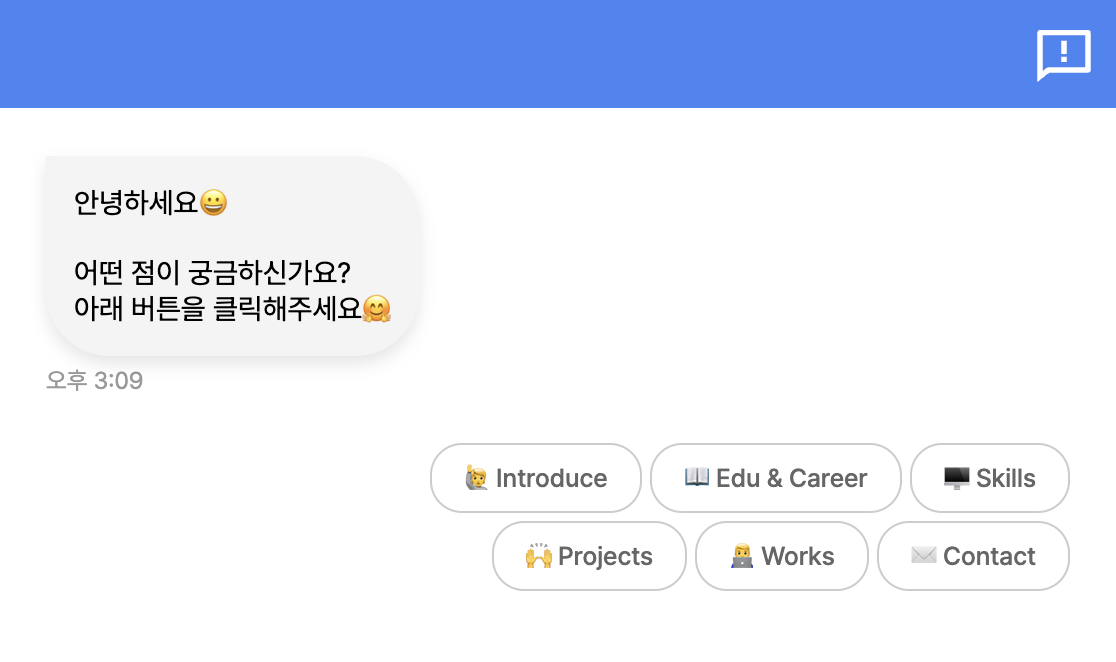 안녕하세요😀
어떤 점이 궁금하신가요?
아래 버튼을 클릭해주세요🤗
오후 3:09
🙋 Introduce 📖 Edu & Career 🖥️ Skills
🙌 Projects 👨‍💻 Works ✉️ Contact